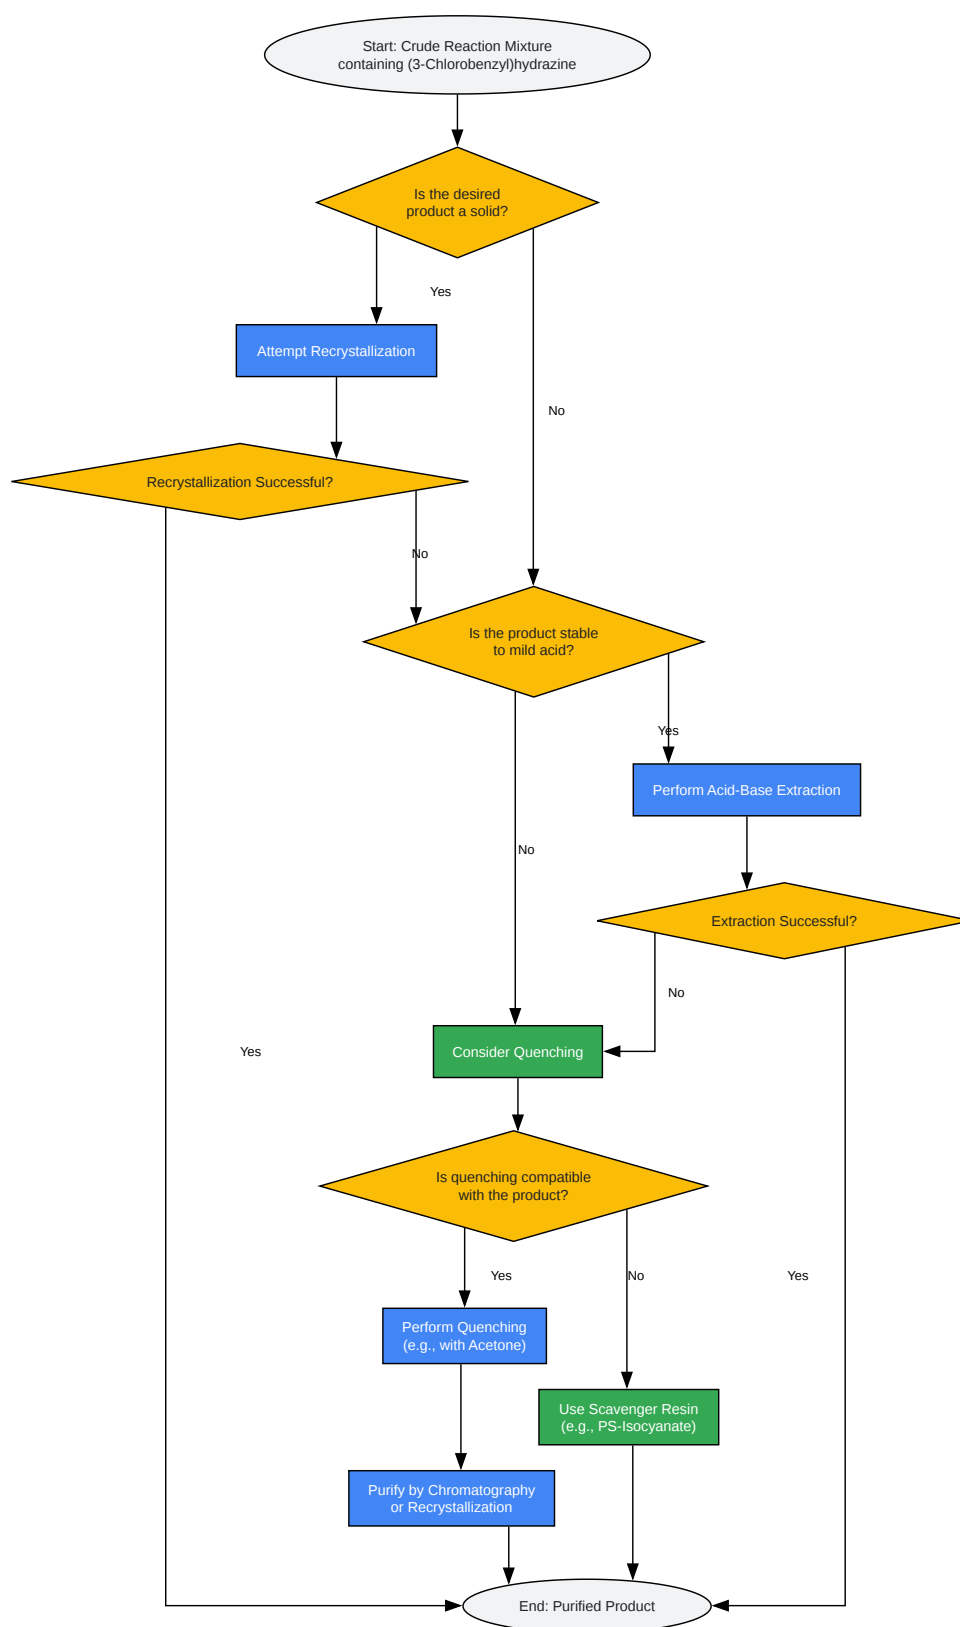 Start: Crude Reaction Mixture
containing (3-Chlorobenzyl)hydrazine
Is the desired
product a solid?
Yes
Attempt Recrystallization
No
Recrystallization Successful?
No
Is the product stable
to mild acid?
Yes
Perform Acid-Base Extraction
No
Extraction Successful?
No
Yes
Consider Quenching
Is quenching compatible
with the product?
Yes
No
Yes
Perform Quenching
(e.g., with Acetone)
Use Scavenger Resin
(e.g., PS-Isocyanate)
Purify by Chromatography
or Recrystallization
End: Purified Product